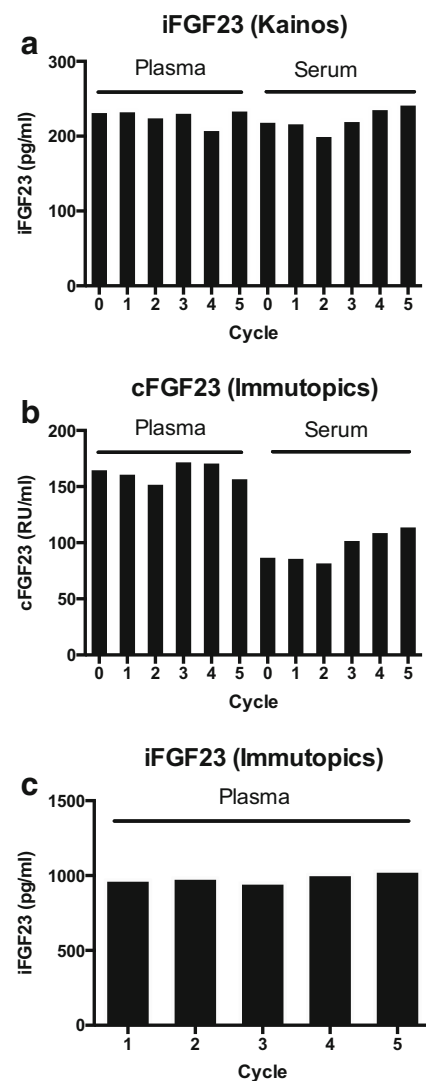 a
iFGF23 (Kainos)
Plasma Serum
iFGF23 (pg/ml)
300
200
100
0
0 1 2 3 4 5 0 1 2 3 4 5
Cycle
b
cFGF23 (Immutopics)
Plasma Serum
cFGF23 (RU/ml)
200
150
100
50
0
0 1 2 3 4 5 0 1 2 3 4 5
Cycle
c
iFGF23 (Immutopics)
Plasma
iFGF23 (pg/ml)
1500
1000
500
0
1 2 3 4 5
Cycle